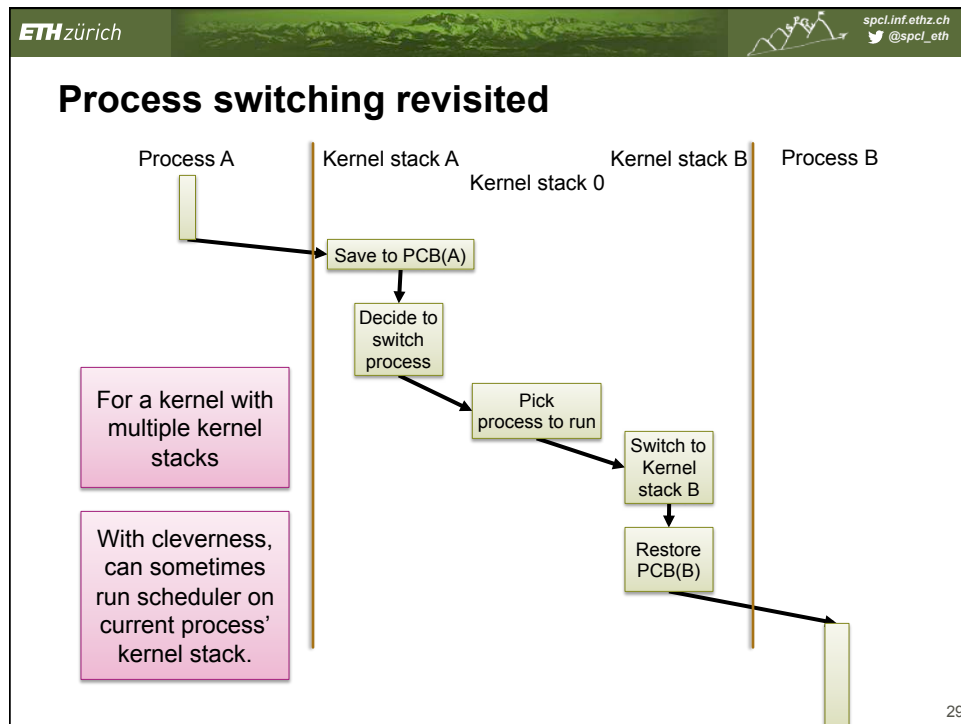 ETH zürich
spcl.inf.ethz.ch
@spcl_eth
Process switching revisited
Process A
Kernel stack A
Kernel stack 0
Kernel stack B
Process B
Save to PCB(A)
Decide to
switch
process
Pick
process to run
Switch to
Kernel
stack B
Restore
PCB(B)
For a kernel with
multiple kernel
stacks
With cleverness,
can sometimes
run scheduler on
current process’
kernel stack.
29